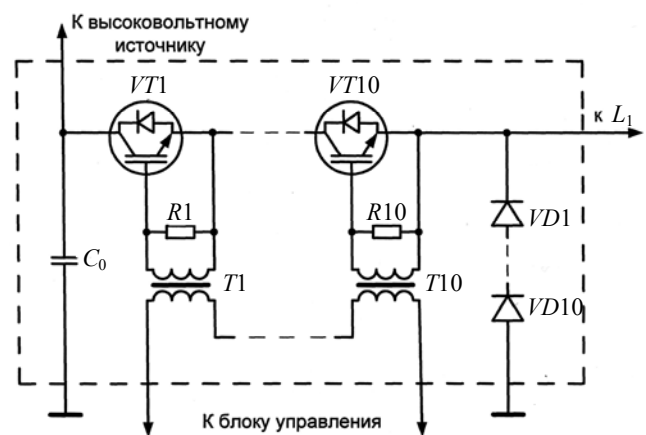 К высоковольтному
источнику
VT1
VT10
к L₁
R1
R10
VD1
C₀
T1
T10
VD10
К блоку управления